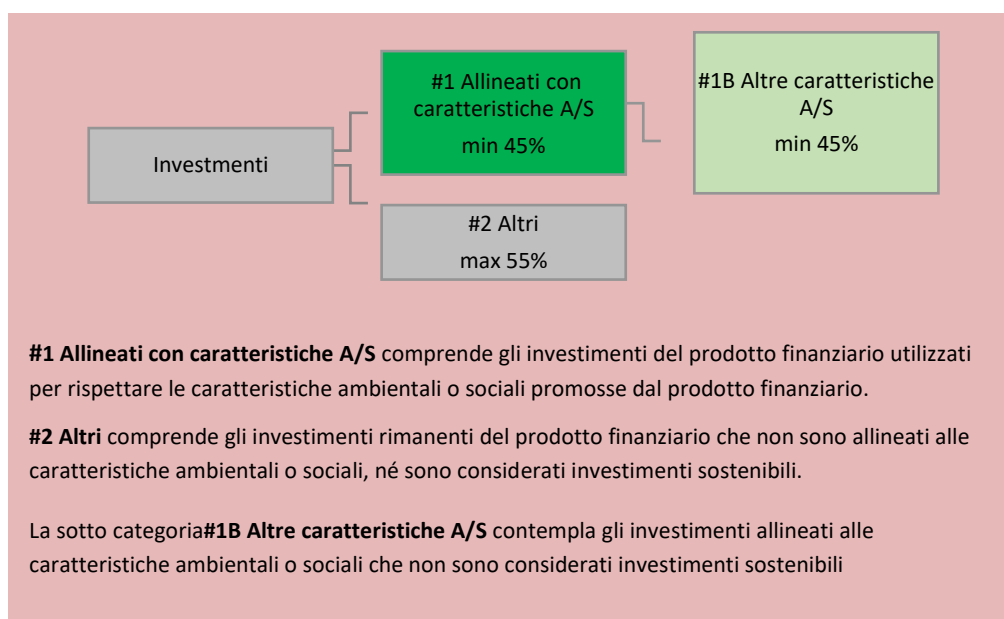 #1 Allineati con
caratteristiche A/S
min 45%
#1B Altre caratteristiche
A/S
min 45%
Investimenti
#2 Altri
max 55%
#1 Allineati con caratteristiche A/S comprende gli investimenti del prodotto finanziario utilizzati
per rispettare le caratteristiche ambientali o sociali promosse dal prodotto finanziario.
#2 Altri comprende gli investimenti rimanenti del prodotto finanziario che non sono allineati alle
caratteristiche ambientali o sociali, né sono considerati investimenti sostenibili.
La sotto categoria#1B Altre caratteristiche A/S contempla gli investimenti allineati alle
caratteristiche ambientali o sociali che non sono considerati investimenti sostenibili